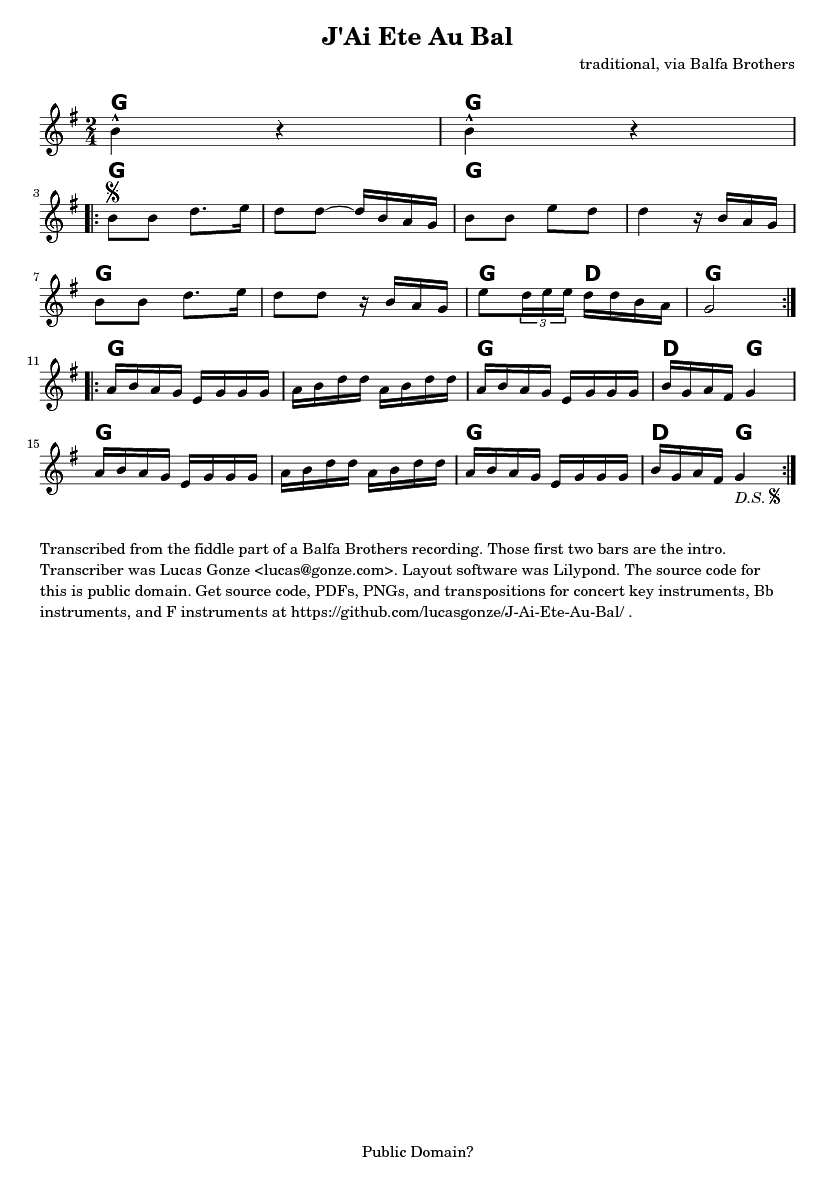 J'Ai Ete Au Bal
traditional, via Balfa Brothers
G G
2
4
G G
3
G G D G
7
3
G G D G
11
G G D G
15
D.S.
Transcribed from the fiddle part of a Balfa Brothers recording. Those first two bars are the intro.
Transcriber was Lucas Gonze <lucas@gonze.com>. Layout software was Lilypond. The source code for
this is public domain. Get source code, PDFs, PNGs, and transpositions for concert key instruments, Bb
instruments, and F instruments at https://github.com/lucasgonze/J-Ai-Ete-Au-Bal/ .
Public Domain?